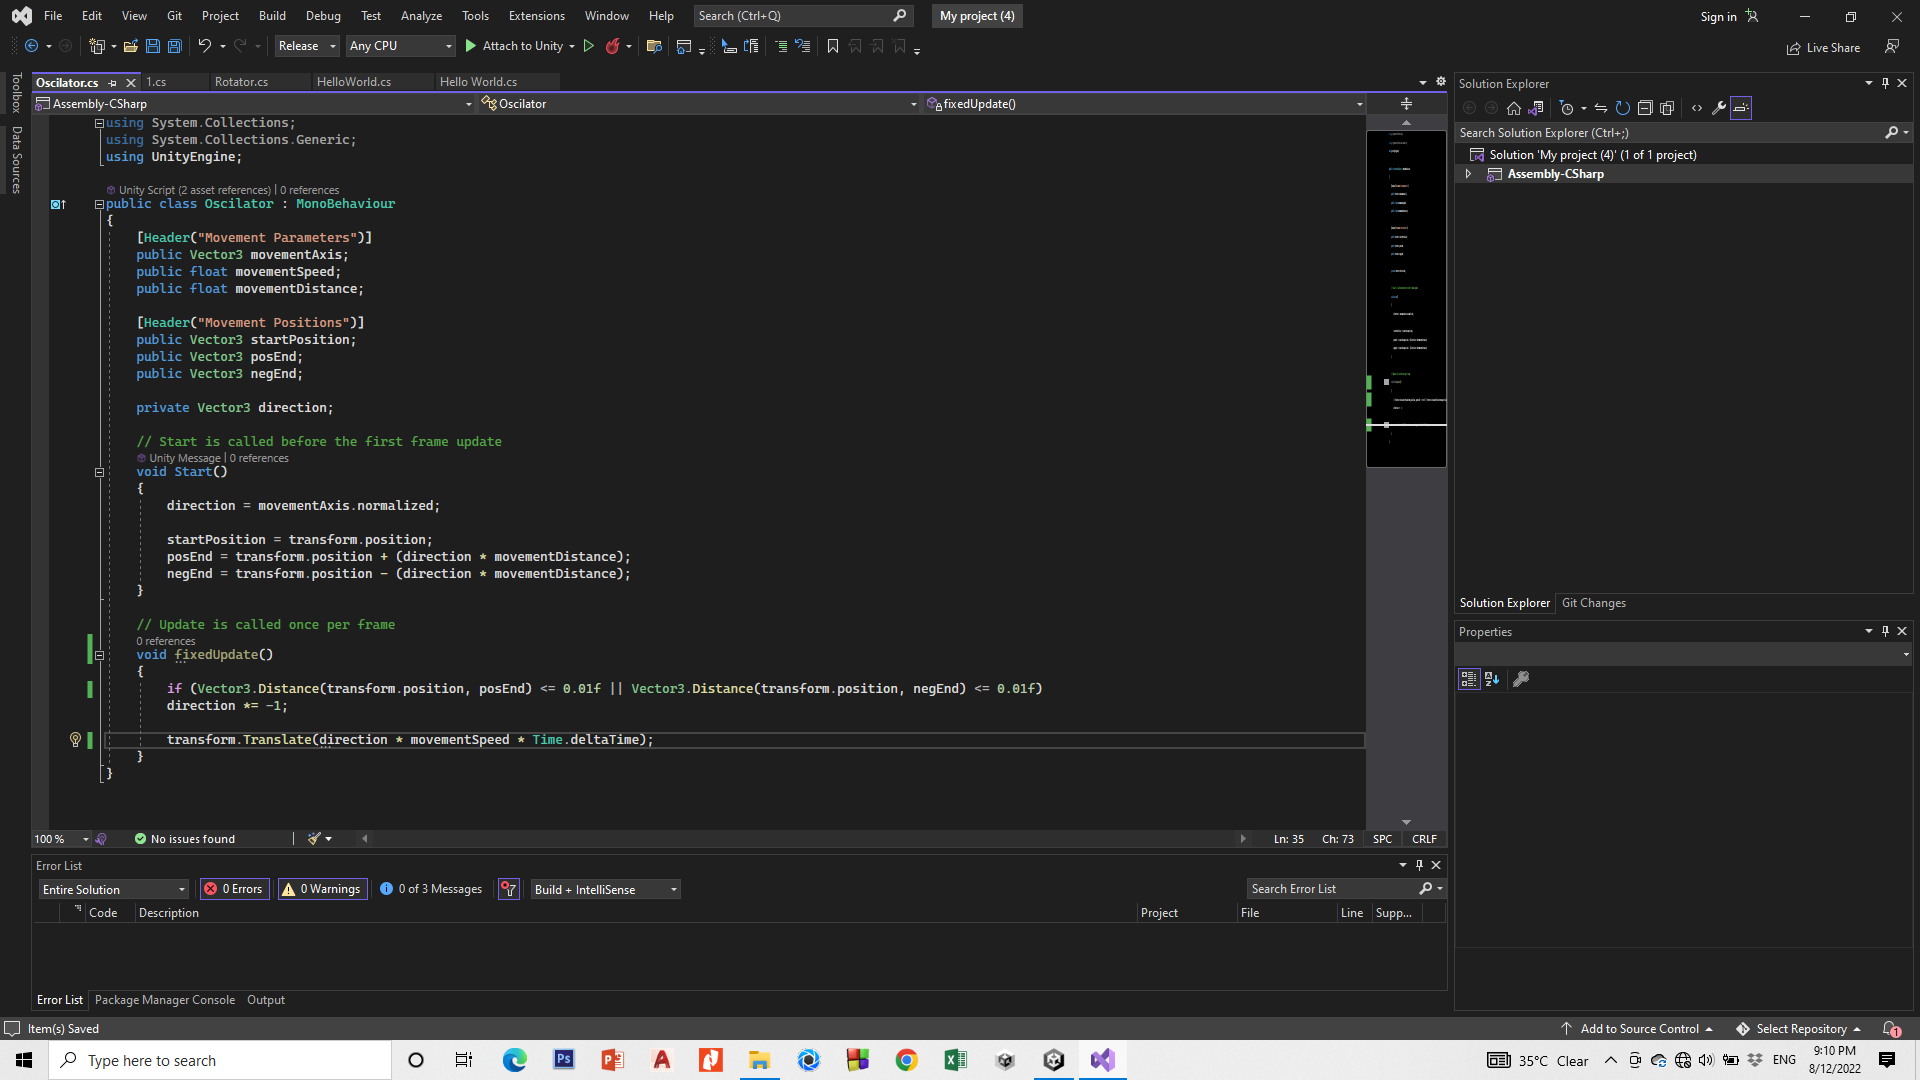 File Edit View Git Project Build Debug Test Analyze Tools Extensions Window Help Search (Ctrl+Q) My project (4) Sign in
Release Any CPU Attach to Unity Live Share
Toolbox
Data Sources
Oscilator.cs 1.cs Rotator.cs HelloWorld.cs Hello World.cs
Assembly-CSharp Oscilator fixedUpdate()
using System.Collections;
using System.Collections.Generic;
using UnityEngine;
Unity Script (2 asset references) | 0 references
public class Oscilator : MonoBehaviour
{
[Header("Movement Parameters")]
public Vector3 movementAxis;
public float movementSpeed;
public float movementDistance;
[Header("Movement Positions")]
public Vector3 startPosition;
public Vector3 posEnd;
public Vector3 negEnd;
private Vector3 direction;
// Start is called before the first frame update
Unity Message | 0 references
void Start()
{
direction = movementAxis.normalized;
startPosition = transform.position;
posEnd = transform.position + (direction * movementDistance);
negEnd = transform.position - (direction * movementDistance);
}
// Update is called once per frame
0 references
void fixedUpdate()
{
if (Vector3.Distance(transform.position, posEnd) <= 0.01f || Vector3.Distance(transform.position, negEnd) <= 0.01f)
direction *= -1;
transform.Translate(direction * movementSpeed * Time.deltaTime);
}
}
100 % No issues found Ln: 35 Ch: 73 SPC CRLF
Error List
Entire Solution 0 Errors 0 Warnings 0 of 3 Messages Build + IntelliSense Search Error List
Code Description Project File Line Supp...
Error List Package Manager Console Output
Solution Explorer
Search Solution Explorer (Ctrl+;)
Solution 'My project (4)' (1 of 1 project)
Assembly-CSharp
Solution Explorer Git Changes
Properties
Item(s) Saved Add to Source Control Select Repository 1
Type here to search Ps 35°C Clear ENG 9:10 PM
8/12/2022